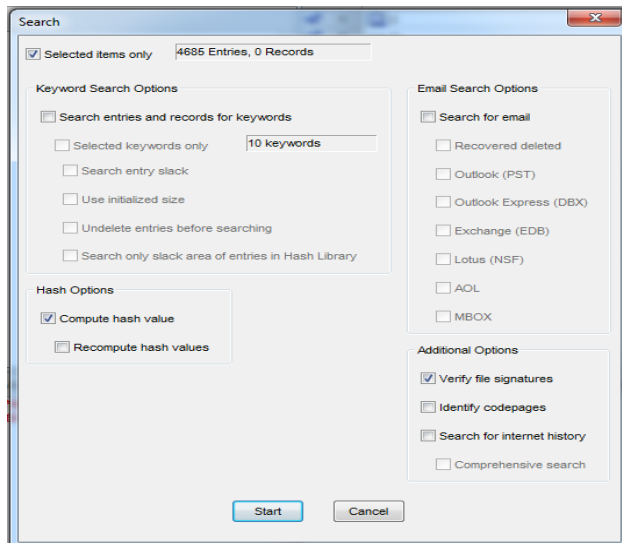 Search
Selected items only
4685 Entries, 0 Records
Keyword Search Options
Search entries and records for keywords
Selected keywords only
10 keywords
Search entry slack
Use initialized size
Undelete entries before searching
Search only slack area of entries in Hash Library
Hash Options
Compute hash value
Recompute hash values
Email Search Options
Search for email
Recovered deleted
Outlook (PST)
Outlook Express (DBX)
Exchange (EDB)
Lotus (NSF)
AOL
MBOX
Additional Options
Verify file signatures
Identify codepages
Search for internet history
Comprehensive search
Start
Cancel